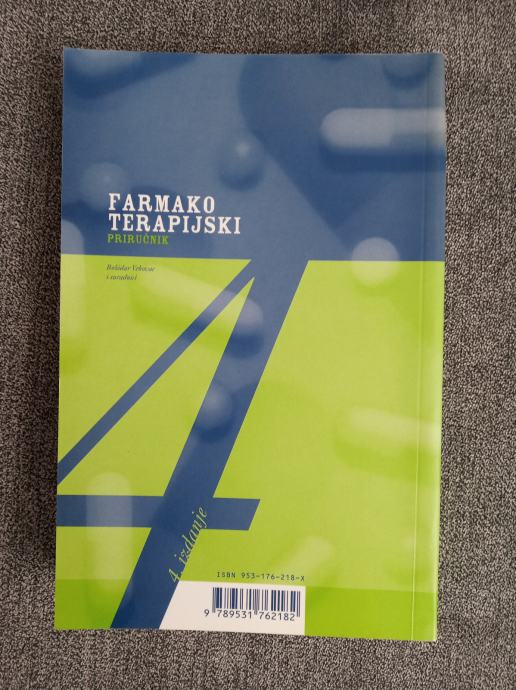 FARMAKO
TERAPIJSKI
PRIRUČNIK
Božidar Vrhovac
i suradnici
4. izdanje
ISBN 953-176-218-X
9 789531 762182